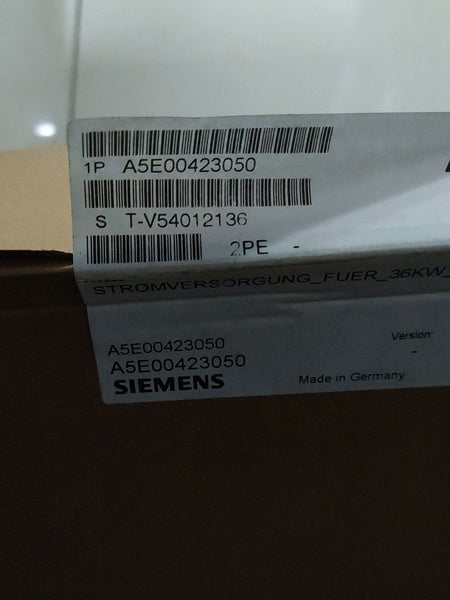 1P A5E00423050
S T-V54012136
2PE -
STROMVERSORGUNG_FUER_36KW_
A5E00423050
Version:
A5E00423050
-
SIEMENS
Made in Germany